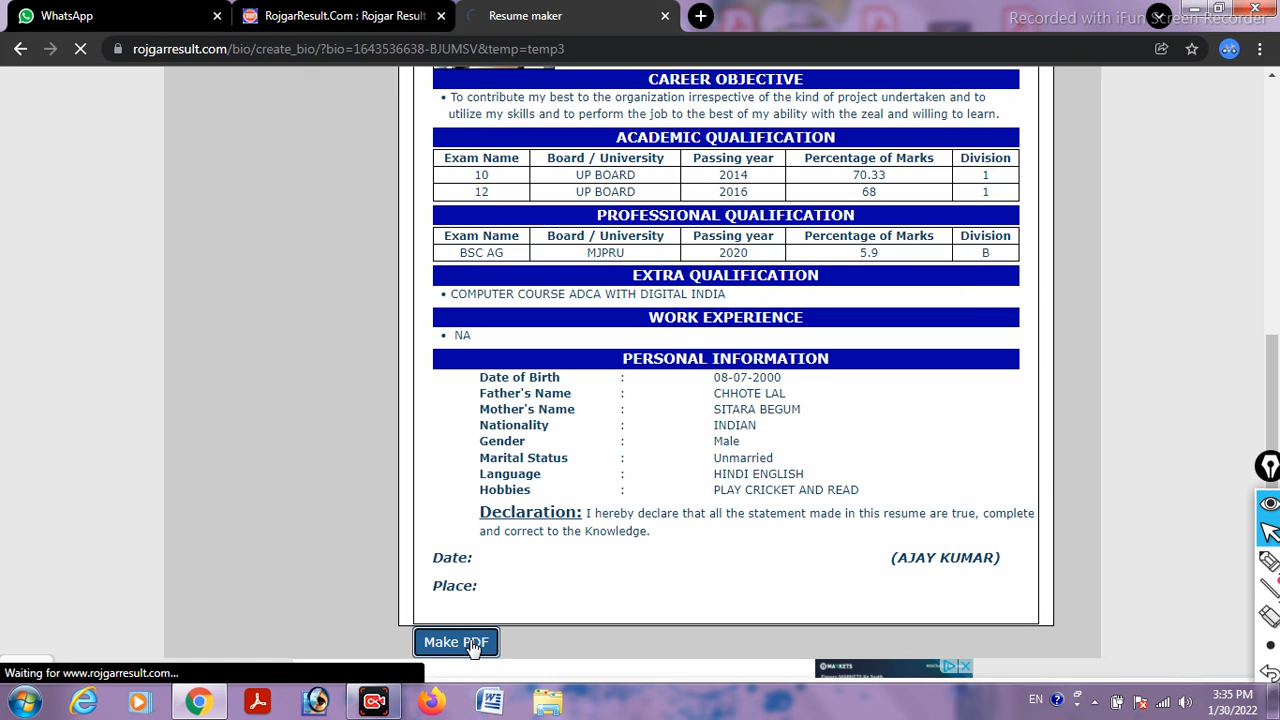 WhatsApp
RojgarResult.Com : Rojgar Result
Resume maker
Recorded with iFun Screen Recorder
rojgarresult.com/bio/create_bio/?bio=1643536638-BJUMSV&temp=temp3
CAREER OBJECTIVE
• To contribute my best to the organization irrespective of the kind of project undertaken and to
utilize my skills and to perform the job to the best of my ability with the zeal and willing to learn.
ACADEMIC QUALIFICATION
Exam Name Board / University Passing year Percentage of Marks Division
10 UP BOARD 2014 70.33 1
12 UP BOARD 2016 68 1
PROFESSIONAL QUALIFICATION
Exam Name Board / University Passing year Percentage of Marks Division
BSC AG MJPRU 2020 5.9 B
EXTRA QUALIFICATION
• COMPUTER COURSE ADCA WITH DIGITAL INDIA
WORK EXPERIENCE
• NA
PERSONAL INFORMATION
Date of Birth : 08-07-2000
Father's Name : CHHOTE LAL
Mother's Name : SITARA BEGUM
Nationality : INDIAN
Gender : Male
Marital Status : Unmarried
Language : HINDI ENGLISH
Hobbies : PLAY CRICKET AND READ
Declaration: I hereby declare that all the statement made in this resume are true, complete
and correct to the Knowledge.
Date: (AJAY KUMAR)
Place:
Make PDF
MARKETS
Waiting for www.rojgarresult.com...
EN
3:35 PM
1/30/2022